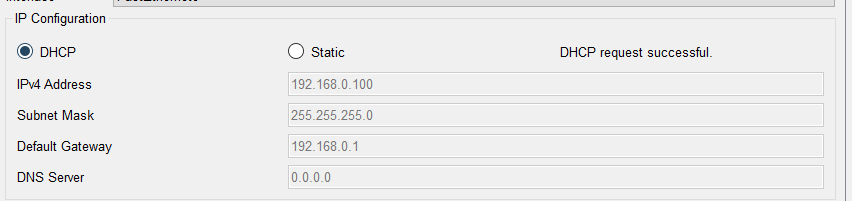 IP Configuration
DHCP
Static
DHCP request successful.
IPv4 Address
192.168.0.100
Subnet Mask
255.255.255.0
Default Gateway
192.168.0.1
DNS Server
0.0.0.0